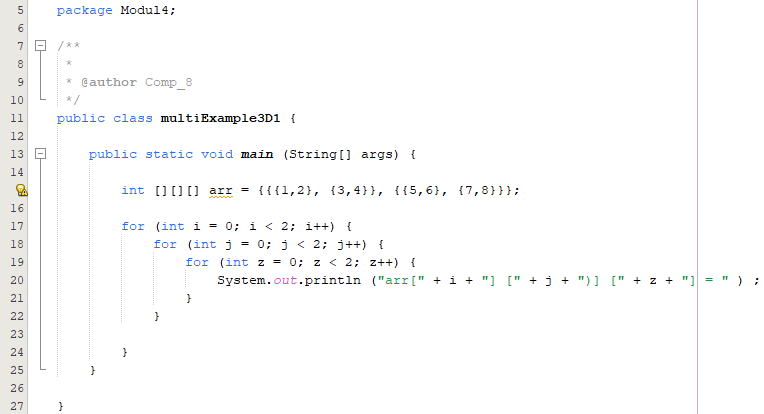 5 package Modul4;
6
7 /**
8 *
9 * @author Comp_8
10 */
11 public class multiExample3D1 {
12
13 public static void main (String[] args) {
14
int [][][] arr = {{{1,2}, {3,4}}, {{5,6}, {7,8}}};
16
17 for (int i = 0; i < 2; i++) {
18 for (int j = 0; j < 2; j++) {
19 for (int z = 0; z < 2; z++) {
20 System.out.println ("arr[" + i + "] [" + j + ")] [" + z + "] = " ) ;
21 }
22 }
23
24 }
25 }
26
27 }